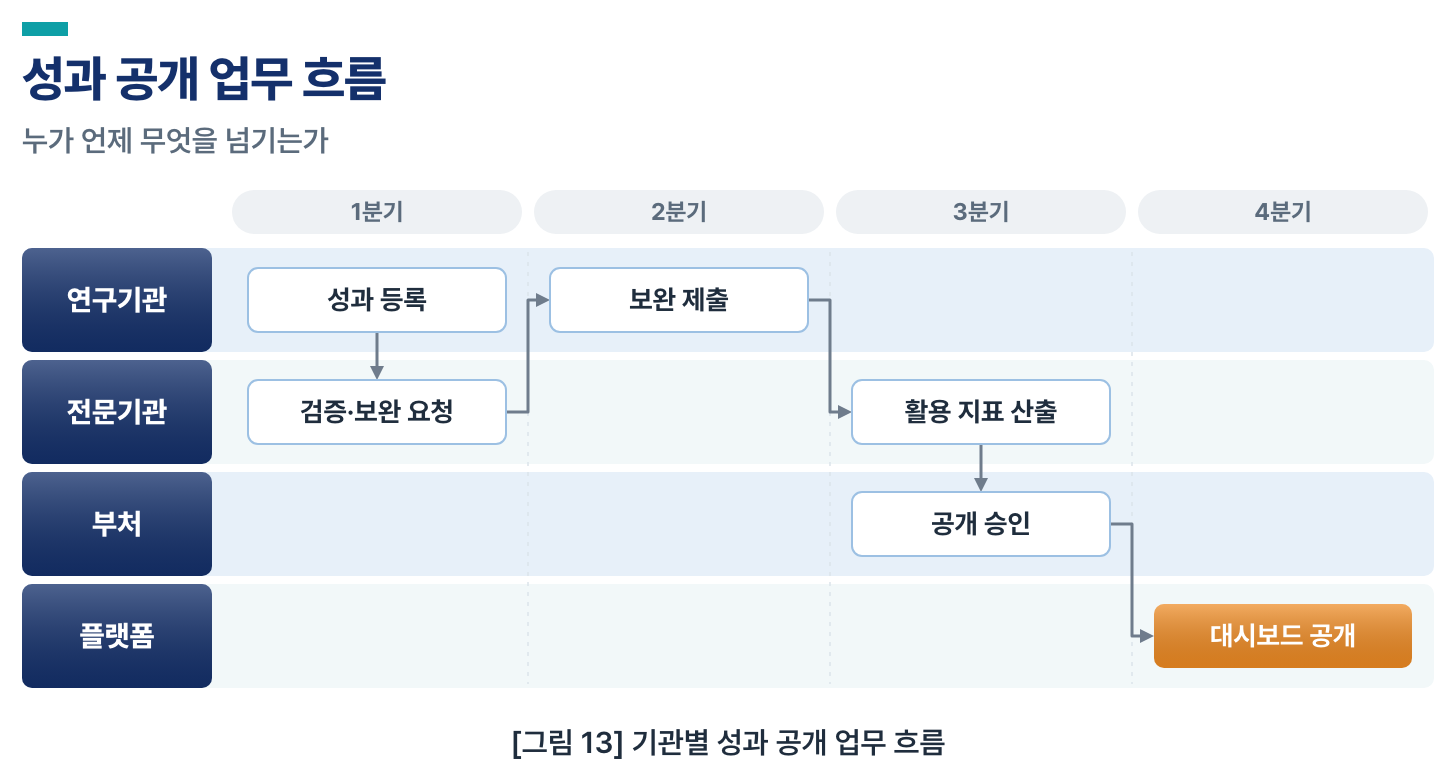 성과 공개 업무 흐름
누가 언제 무엇을 넘기는가
1분기
2분기
3분기
4분기
연구기관
성과 등록
보완 제출
전문기관
검증·보완 요청
활용 지표 산출
부처
공개 승인
플랫폼
대시보드 공개
[그림 13] 기관별 성과 공개 업무 흐름